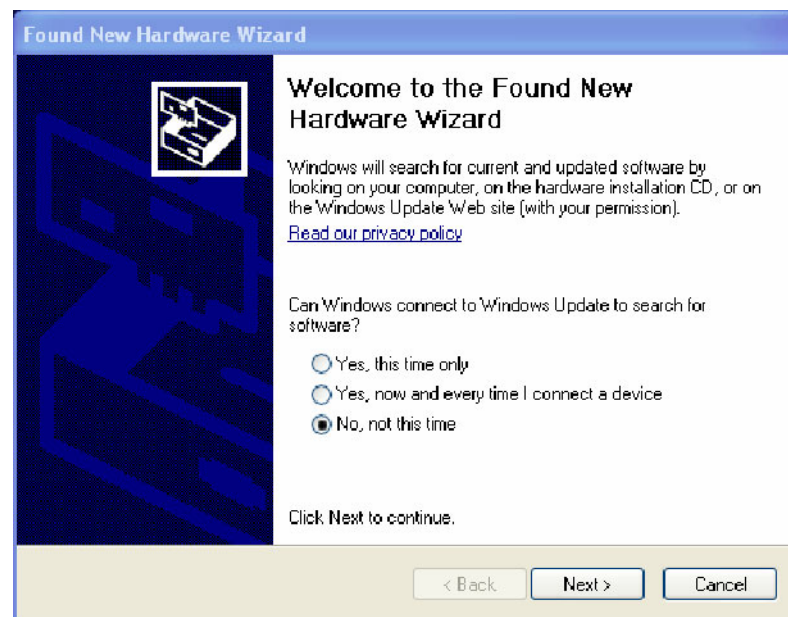 Found New Hardware Wizard
Welcome to the Found New
Hardware Wizard
Windows will search for current and updated software by
looking on your computer, on the hardware installation CD, or on
the Windows Update Web site (with your permission).
Read our privacy policy
Can Windows connect to Windows Update to search for
software?
Yes, this time only
Yes, now and every time I connect a device
No, not this time
Click Next to continue.
< Back
Next >
Cancel